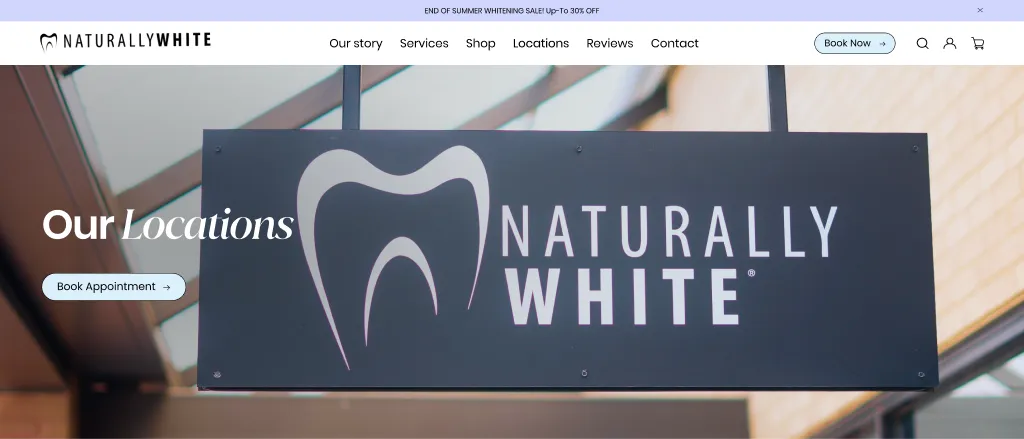 END OF SUMMER WHITENING SALE! Up-To 30% OFF
NATURALLYWHITE
Our story
Services
Shop
Locations
Reviews
Contact
Book Now
Our Locations
Book Appointment
NATURALLY
WHITE®